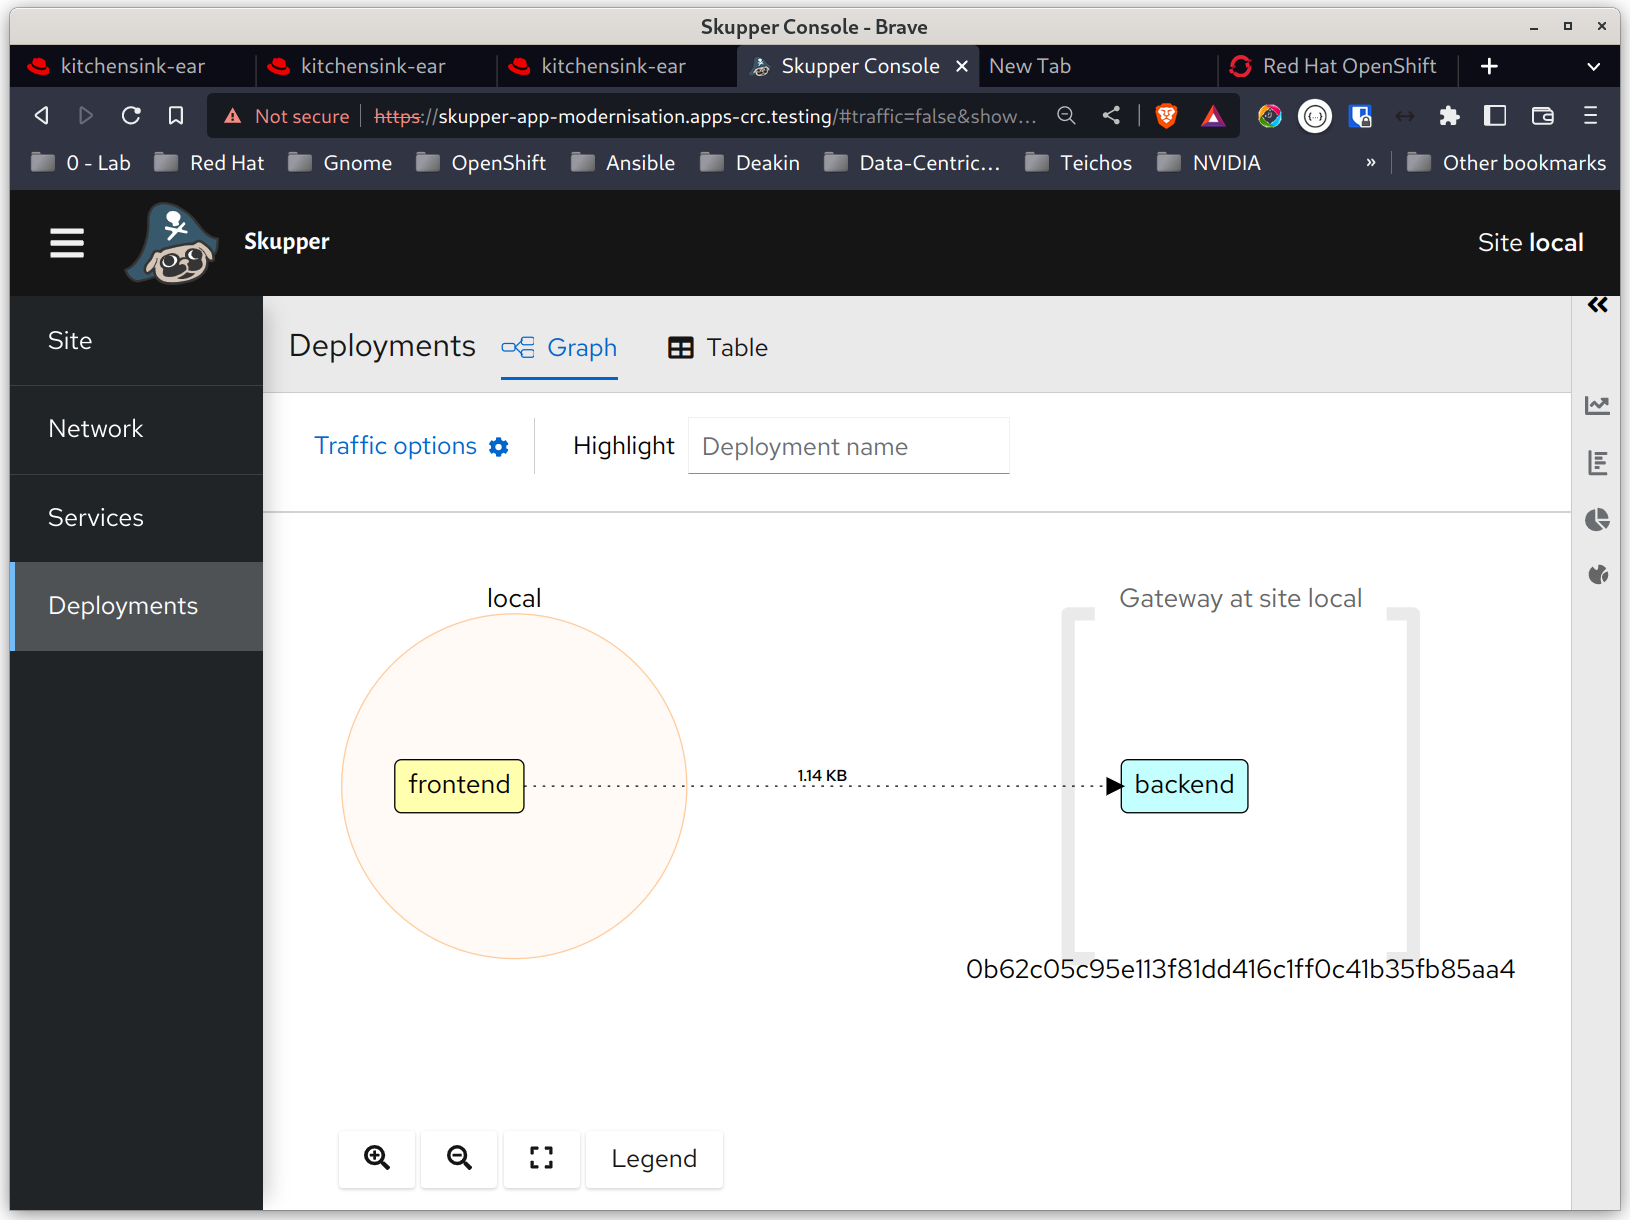 Skupper Console - Brave
kitchensink-ear
kitchensink-ear
kitchensink-ear
Skupper Console
New Tab
Red Hat OpenShift
Not secure
https://skupper-app-modernisation.apps-crc.testing/#traffic=false&show...
0 - Lab
Red Hat
Gnome
OpenShift
Ansible
Deakin
Data-Centric...
Teichos
NVIDIA
»
Other bookmarks
Skupper
Site local
Site
Network
Services
Deployments
Deployments
Graph
Table
Traffic options
Highlight
Deployment name
local
Gateway at site local
frontend
1.14 KB
backend
0b62c05c95e113f81dd416c1ff0c41b35fb85aa4
Legend